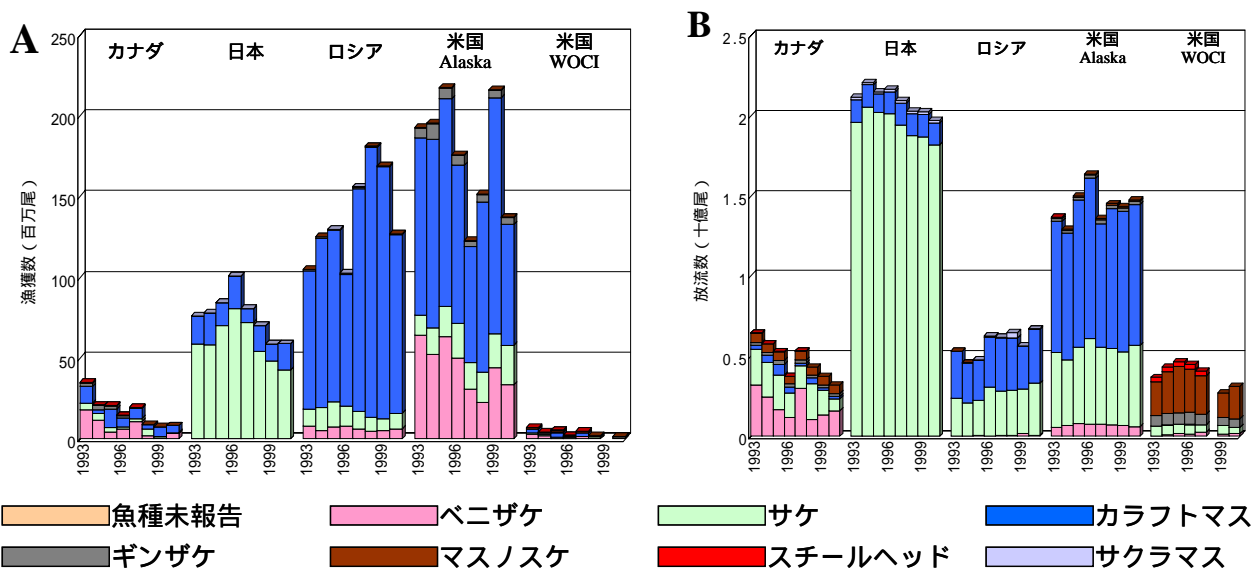 A
漁獲数(百万尾)
250
200
150
100
50
0
カナダ
日本
ロシア
米国
Alaska
米国
WOCI
1993
1996
1999
1993
1996
1999
1993
1996
1999
1993
1996
1999
1993
1996
1999
B
放流数(十億尾)
2.5
2
1.5
1
0.5
0
カナダ
日本
ロシア
米国
Alaska
米国
WOCI
1993
1996
1999
1993
1996
1999
1993
1996
1999
1993
1996
1999
1993
1996
1999
魚種未報告 ベニザケ サケ カラフトマス
ギンザケ マスノスケ スチールヘッド サクラマス